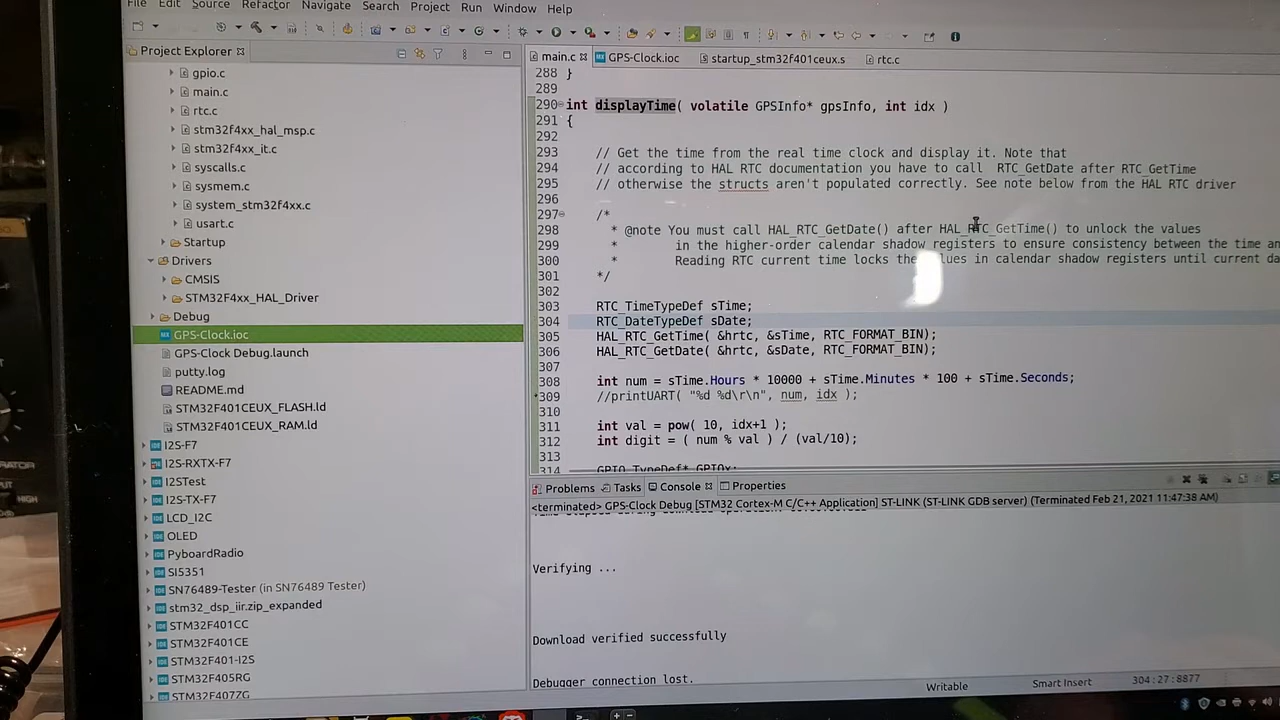 File Edit Source Refactor Navigate Search Project Run Window Help
Project Explorer
gpio.c
main.c
rtc.c
stm32f4xx_hal_msp.c
stm32f4xx_it.c
syscalls.c
sysmem.c
system_stm32f4xx.c
usart.c
Startup
Drivers
CMSIS
STM32F4xx_HAL_Driver
Debug
GPS-Clock.ioc
GPS-Clock Debug.launch
putty.log
README.md
STM32F401CEUX_FLASH.ld
STM32F401CEUX_RAM.ld
I2S-F7
I2S-RXTX-F7
I2STest
I2S-TX-F7
LCD_I2C
OLED
PyboardRadio
SI5351
SN76489-Tester (in SN76489 Tester)
stm32_dsp_iir.zip_expanded
STM32F401CC
STM32F401CE
STM32F401-I2S
STM32F405RG
STM32F407ZG
main.c GPS-Clock.ioc startup_stm32f401ceux.s rtc.c
288 }
289
290 int displayTime( volatile GPSInfo* gpsInfo, int idx )
291 {
292
293 // Get the time from the real time clock and display it. Note that
294 // according to HAL RTC documentation you have to call  RTC_GetDate after RTC_GetTime
295 // otherwise the structs aren't populated correctly. See note below from the HAL RTC driver
296
297 /*
298 * @note You must call HAL_RTC_GetDate() after HAL_RTC_GetTime() to unlock the values
299 * in the higher-order calendar shadow registers to ensure consistency between the time an
300 * Reading RTC current time locks the values in calendar shadow registers until current da
301 */
302
303 RTC_TimeTypeDef sTime;
304 RTC_DateTypeDef sDate;
305 HAL_RTC_GetTime( &hrtc, &sTime, RTC_FORMAT_BIN);
306 HAL_RTC_GetDate( &hrtc, &sDate, RTC_FORMAT_BIN);
307
308 int num = sTime.Hours * 10000 + sTime.Minutes * 100 + sTime.Seconds;
309 //printUART( "%d %d\r\n", num, idx );
310
311 int val = pow( 10, idx+1 );
312 int digit = ( num % val ) / (val/10);
313
314 GPIO_TypeDef* GPIOx;
Problems Tasks Console Properties
<terminated> GPS-Clock Debug [STM32 Cortex-M C/C++ Application] ST-LINK (ST-LINK GDB server) (Terminated Feb 21, 2021 11:47:38 AM)
Verifying ...
Download verified successfully
Debugger connection lost.
Writable Smart Insert 304:27:8877